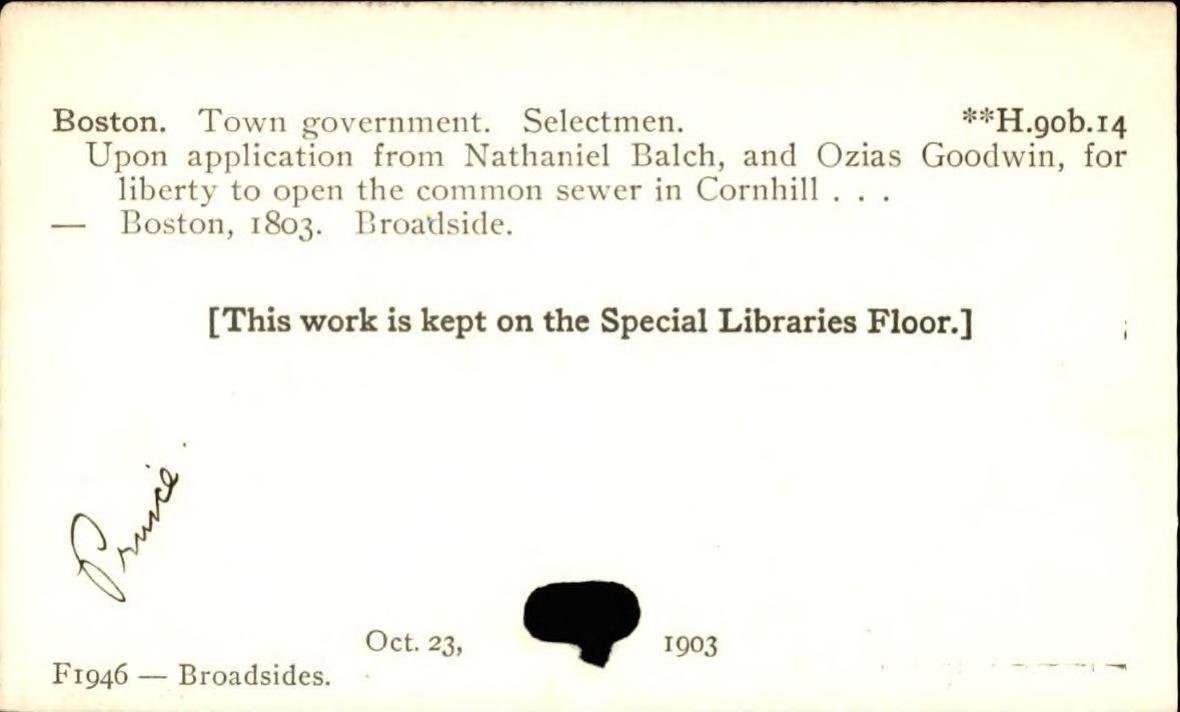 Boston. Town government. Selectmen. **H.90b.14
Upon application from Nathaniel Balch, and Ozias Goodwin, for
liberty to open the common sewer in Cornhill . . .
— Boston, 1803. Broadside.
[This work is kept on the Special Libraries Floor.]
Prince.
Oct. 23, 1903
F1946 — Broadsides.